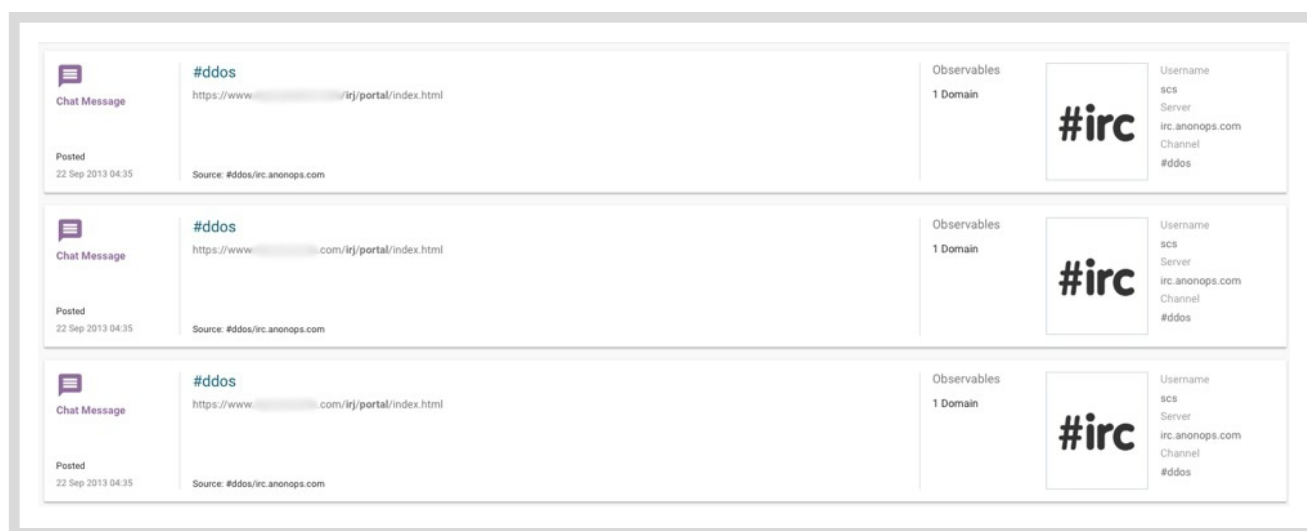 Chat Message
Posted
22 Sep 2013 04:35
#ddos
https://www. /irj/portal/index.html
Source: #ddos/irc.anonops.com
Observables
1 Domain
#irc
Username
scs
Server
irc.anonops.com
Channel
#ddos
Chat Message
Posted
22 Sep 2013 04:35
#ddos
https://www .com/irj/portal/index.html
Source: #ddos/irc.anonops.com
Observables
1 Domain
#irc
Username
scs
Server
irc.anonops.com
Channel
#ddos
Chat Message
Posted
22 Sep 2013 04:35
#ddos
https://www. .com/irj/portal/index.html
Source: #ddos/irc.anonops.com
Observables
1 Domain
#irc
Username
scs
Server
irc.anonops.com
Channel
#ddos